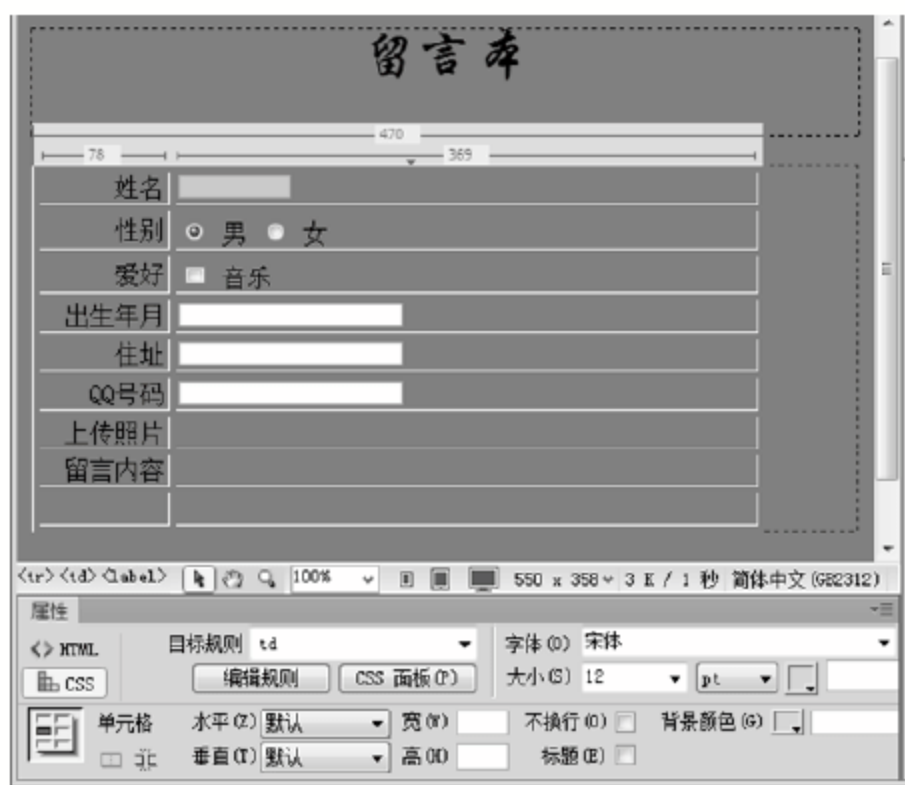 留言本
470
78 369
姓名
性别 男 女
爱好 音乐
出生年月
住址
QQ号码
上传照片
留言内容
<tr><td><label> 100% 550 x 358 3 K / 1 秒 简体中文(GB2312)
属性
<> HTML 目标规则 td 字体(O) 宋体
CSS 编辑规则 CSS 面板(P) 大小(S) 12 pt
单元格 水平(Z) 默认 宽(W) 不换行(O) 背景颜色(G)
垂直(T) 默认 高(H) 标题(E)